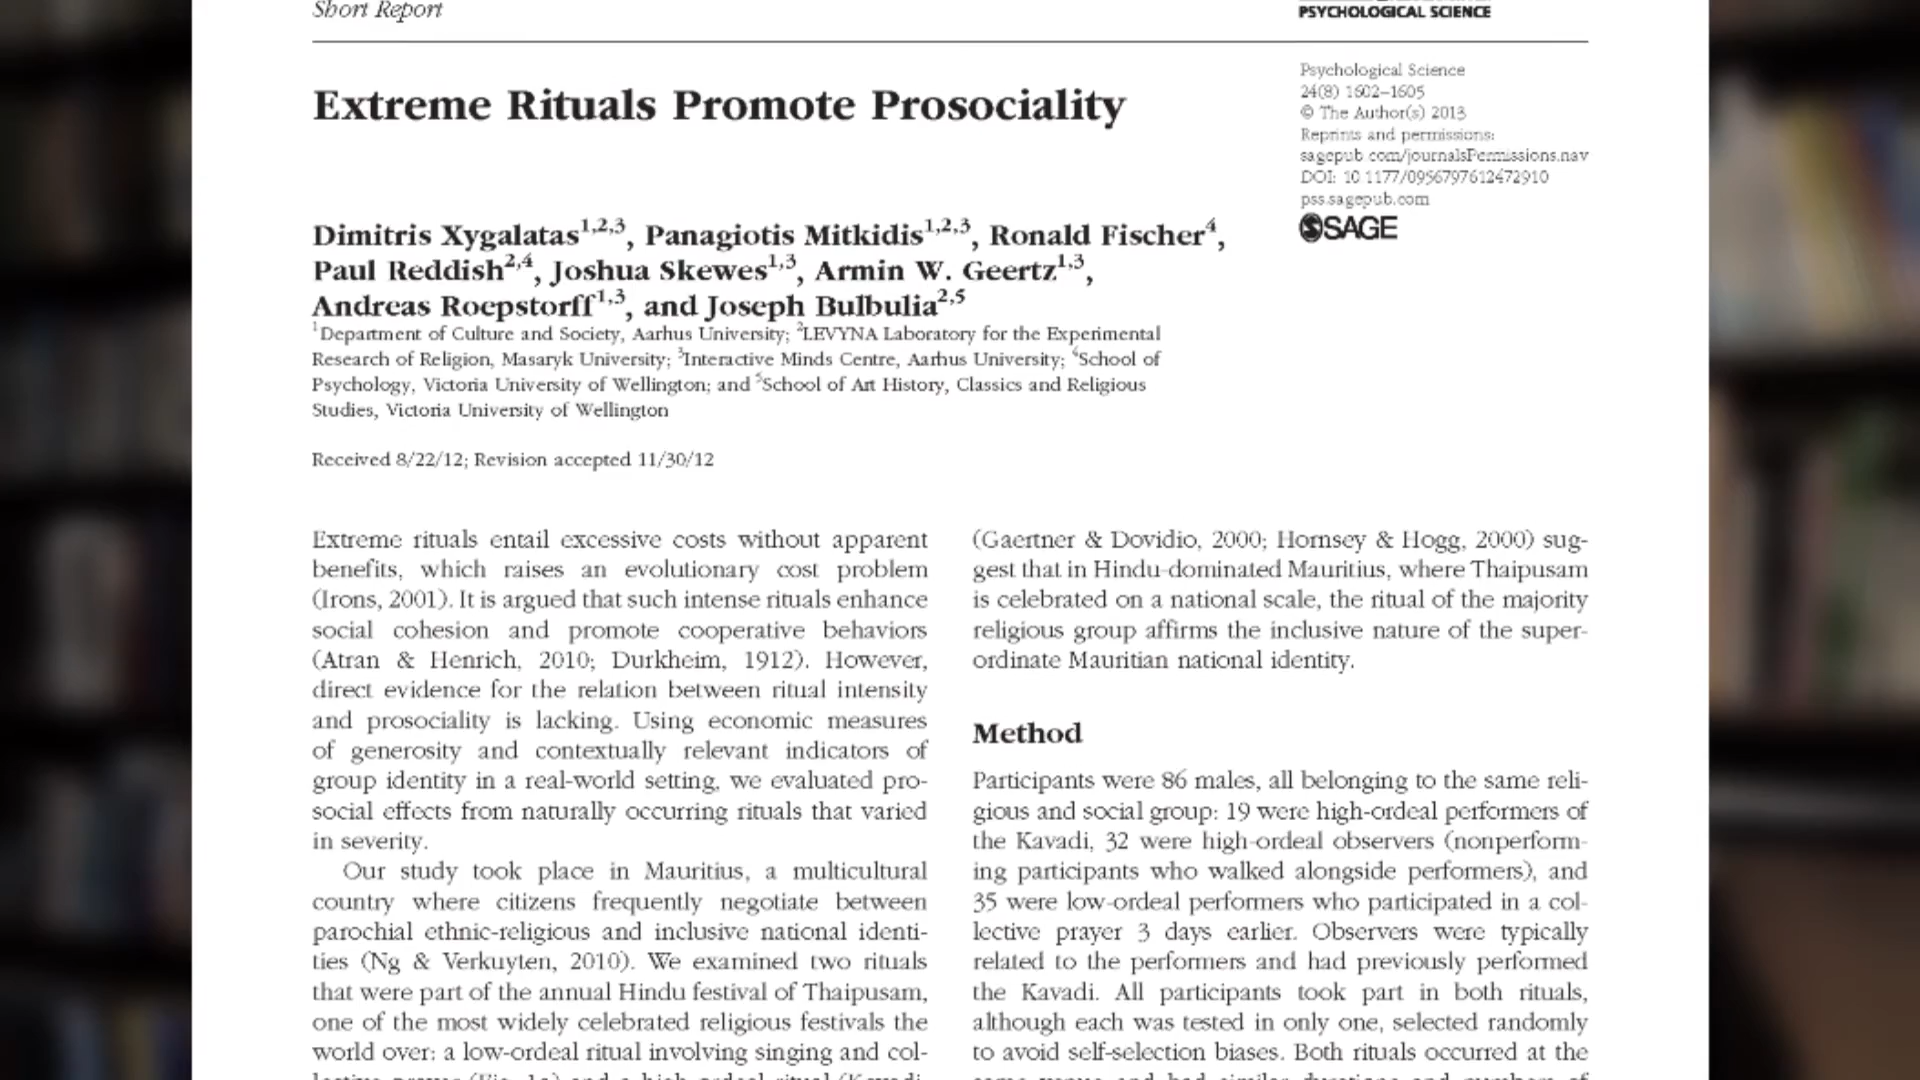 Short Report
PSYCHOLOGICAL SCIENCE
Extreme Rituals Promote Prosociality
Psychological Science
24(8) 1602–1605
© The Author(s) 2013
Reprints and permissions:
sagepub.com/journalsPermissions.nav
DOI: 10.1177/0956797612472910
pss.sagepub.com
SAGE
Dimitris Xygalatas1,2,3, Panagiotis Mitkidis1,2,3, Ronald Fischer4,
Paul Reddish2,4, Joshua Skewes1,3, Armin W. Geertz1,3,
Andreas Roepstorff1,3, and Joseph Bulbulia2,5
1Department of Culture and Society, Aarhus University; 2LEVYNA Laboratory for the Experimental
Research of Religion, Masaryk University; 3Interactive Minds Centre, Aarhus University; 4School of
Psychology, Victoria University of Wellington; and 5School of Art History, Classics and Religious
Studies, Victoria University of Wellington
Received 8/22/12; Revision accepted 11/30/12
Extreme rituals entail excessive costs without apparent
benefits, which raises an evolutionary cost problem
(Irons, 2001). It is argued that such intense rituals enhance
social cohesion and promote cooperative behaviors
(Atran & Henrich, 2010; Durkheim, 1912). However,
direct evidence for the relation between ritual intensity
and prosociality is lacking. Using economic measures
of generosity and contextually relevant indicators of
group identity in a real-world setting, we evaluated pro-
social effects from naturally occurring rituals that varied
in severity.
Our study took place in Mauritius, a multicultural
country where citizens frequently negotiate between
parochial ethnic-religious and inclusive national identi-
ties (Ng & Verkuyten, 2010). We examined two rituals
that were part of the annual Hindu festival of Thaipusam,
one of the most widely celebrated religious festivals the
world over: a low-ordeal ritual involving singing and col-
(Gaertner & Dovidio, 2000; Hornsey & Hogg, 2000) sug-
gest that in Hindu-dominated Mauritius, where Thaipusam
is celebrated on a national scale, the ritual of the majority
religious group affirms the inclusive nature of the super-
ordinate Mauritian national identity.
Method
Participants were 86 males, all belonging to the same reli-
gious and social group: 19 were high-ordeal performers of
the Kavadi, 32 were high-ordeal observers (nonperform-
ing participants who walked alongside performers), and
35 were low-ordeal performers who participated in a col-
lective prayer 3 days earlier. Observers were typically
related to the performers and had previously performed
the Kavadi. All participants took part in both rituals,
although each was tested in only one, selected randomly
to avoid self-selection biases. Both rituals occurred at the